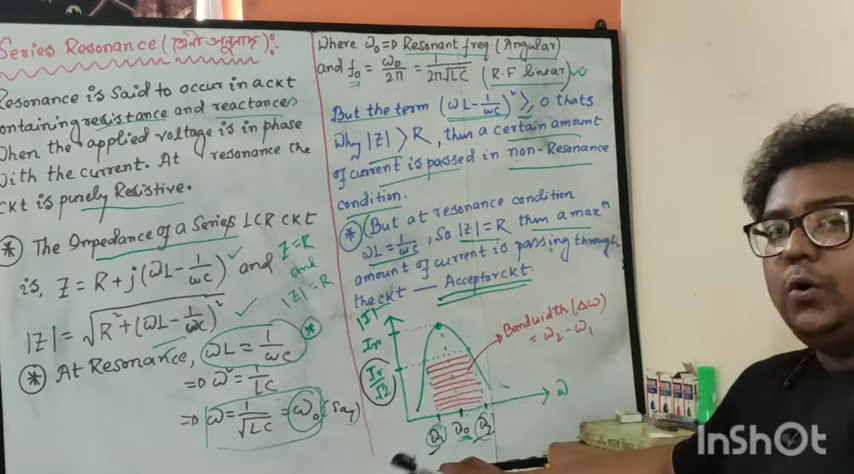 Series Resonance (শ্রেণী অনুনাদ):
Resonance is said to occur in a ckt
containing resistance and reactances
When the applied voltage is in phase
With the current. At resonance the
ckt is purely Resistive.
* The Impedance of a Series LCR CKT
is, Z = R + j(ωL - 1/ωC) ✓ and
|Z| = √(R² + (ωL - 1/ωC)²) ✓
Z = R
and
|Z| = R
* At Resonance, ωL = 1/ωC *
⇒ ω² = 1/LC
⇒ ω = 1/√LC = ω₀ (Say)
Where ω₀ ⇒ Resonant freq. (Angular)
and f₀ = ω₀/2π = 1/2π√LC (R.F linear) ✓
But the term (ωL - 1/ωC)² ≥ 0 thats
Why |Z| > R, then a certain amount
of current is passed in non-Resonance
condition.
* (But at resonance condition
ωL = 1/ωC, So |Z| = R then a maxᵐ
amount of current is passing through
the ckt — Acceptor ckt.
|I|
Iᵣ
Iᵣ/√2
Bandwidth (Δω)
= ω₂ - ω₁
ω
ω₁ ω₀ ω₂
InShOt